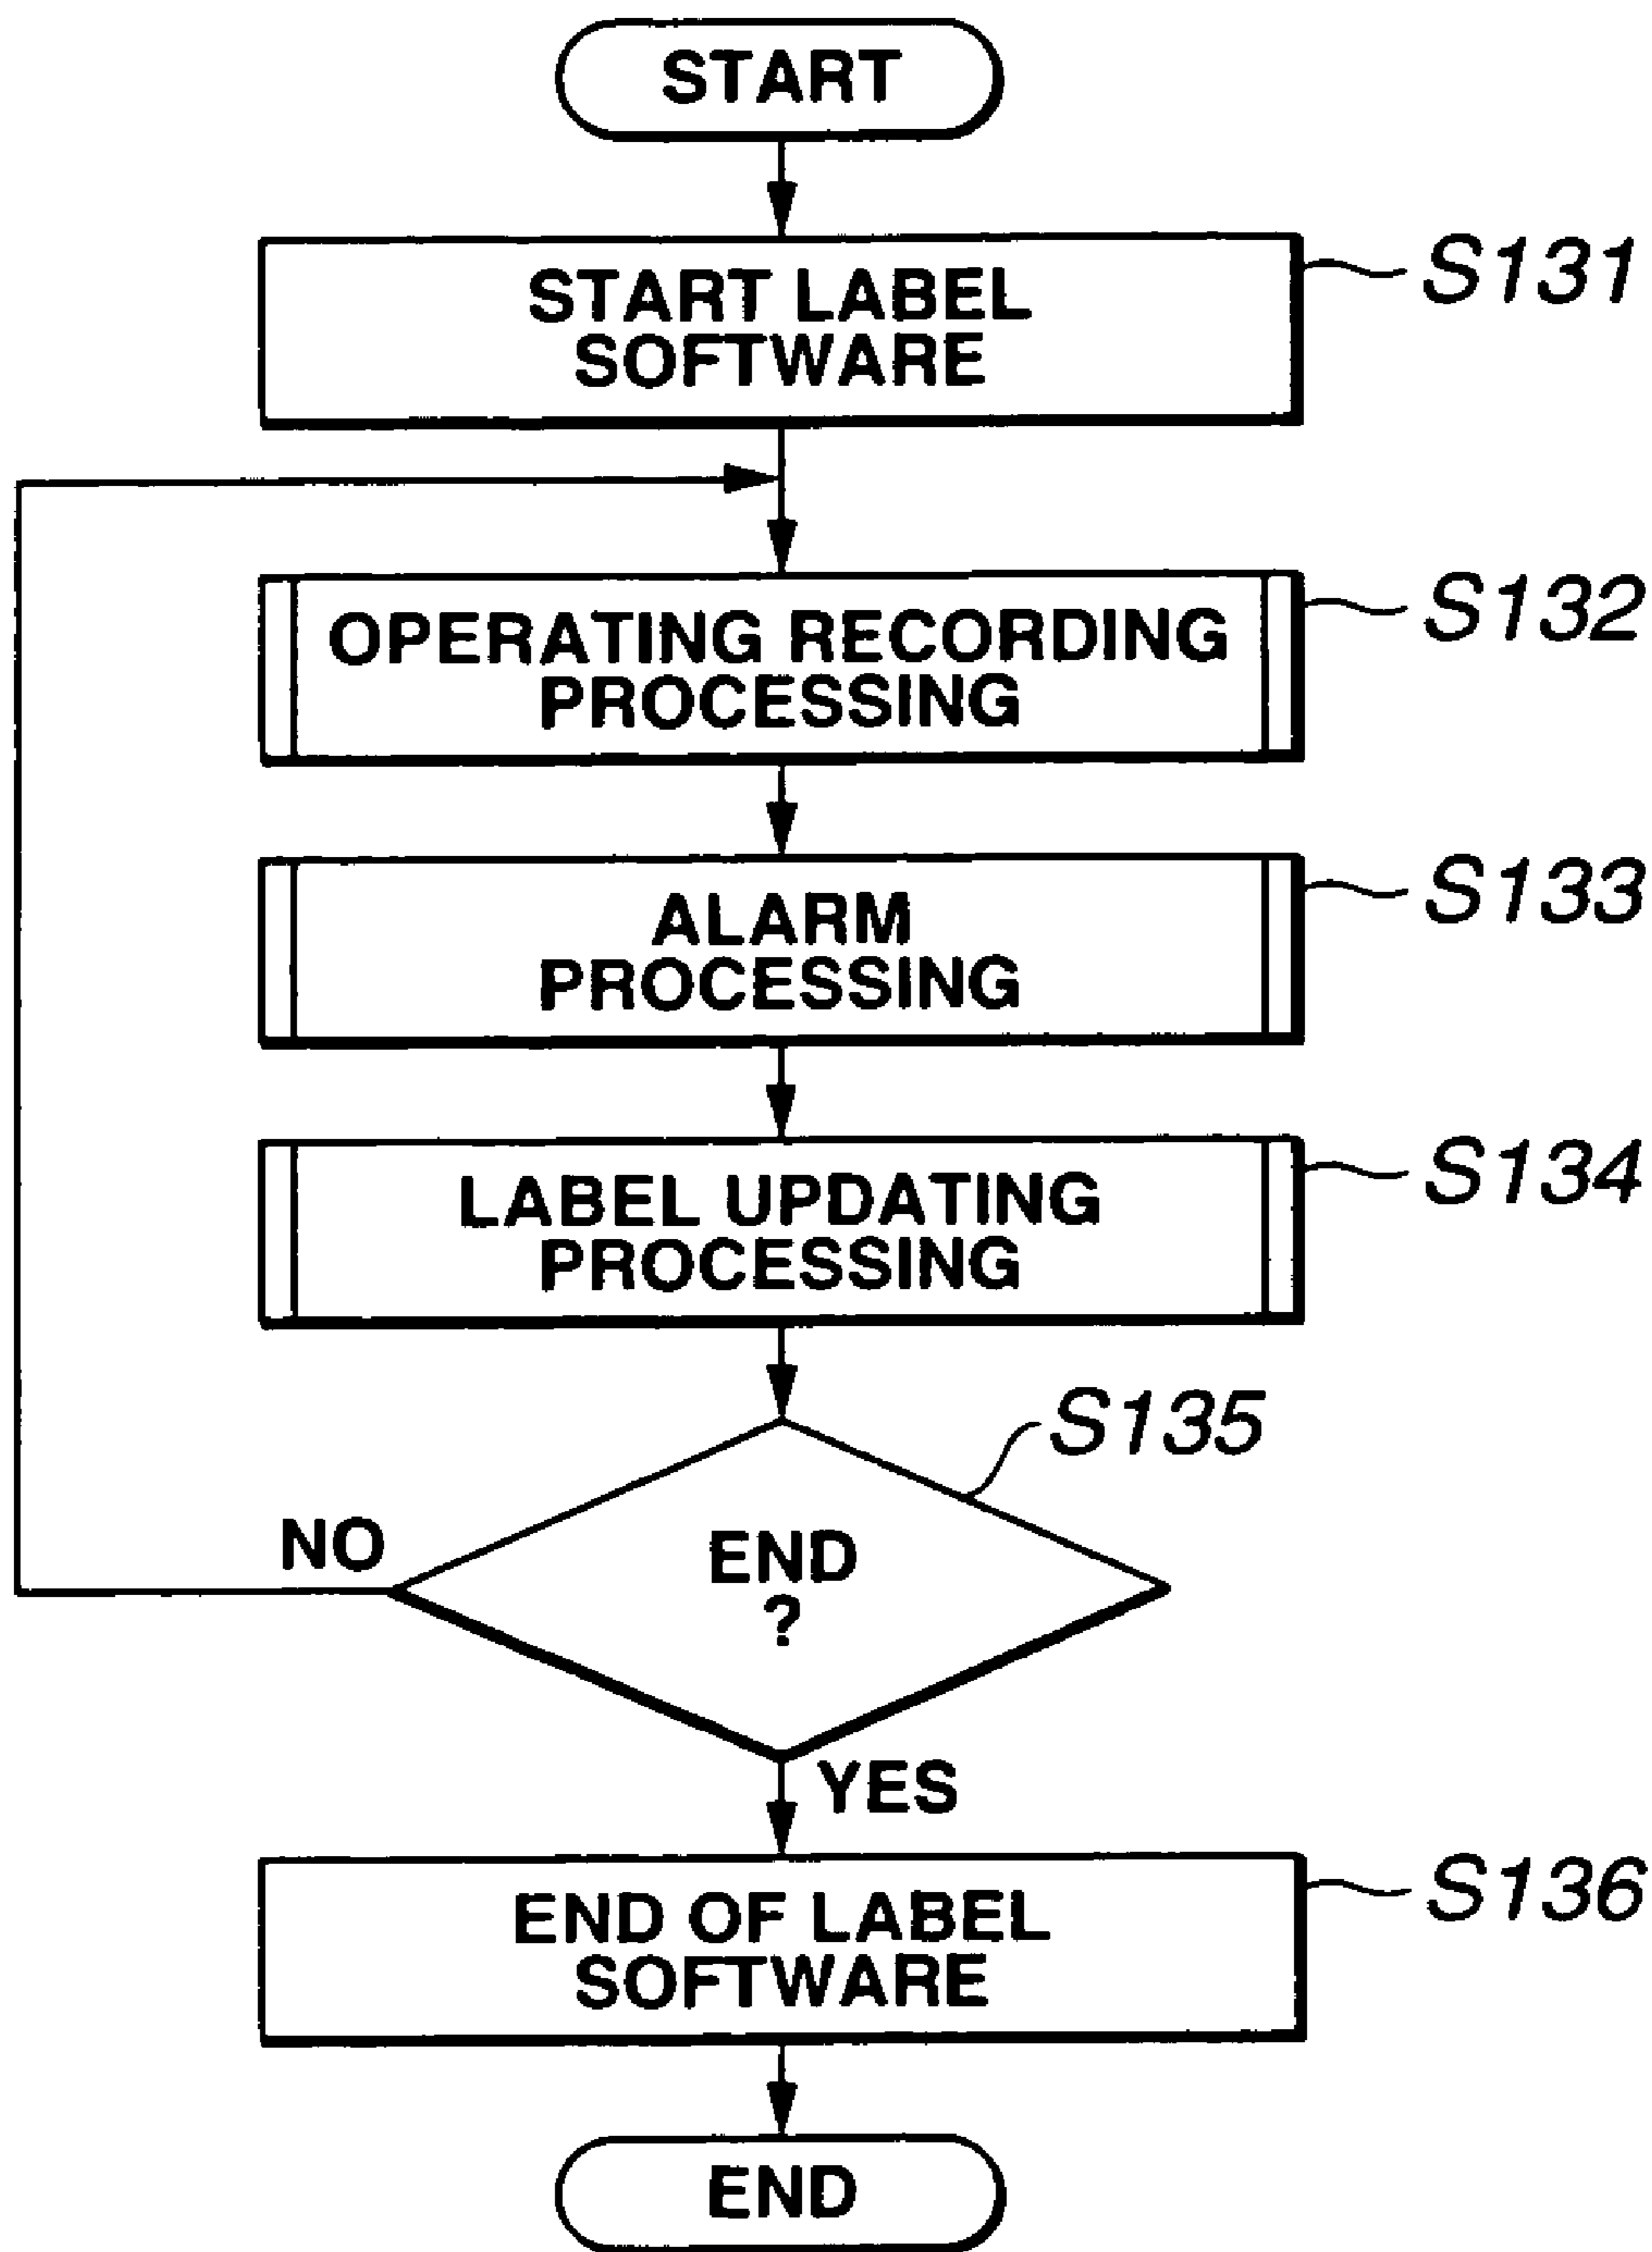 START
START LABEL
SOFTWARE
S131
OPERATING RECORDING
PROCESSING
S132
ALARM
PROCESSING
S133
LABEL UPDATING
PROCESSING
S134
S135
END
?
NO
YES
END OF LABEL
SOFTWARE
S136
END